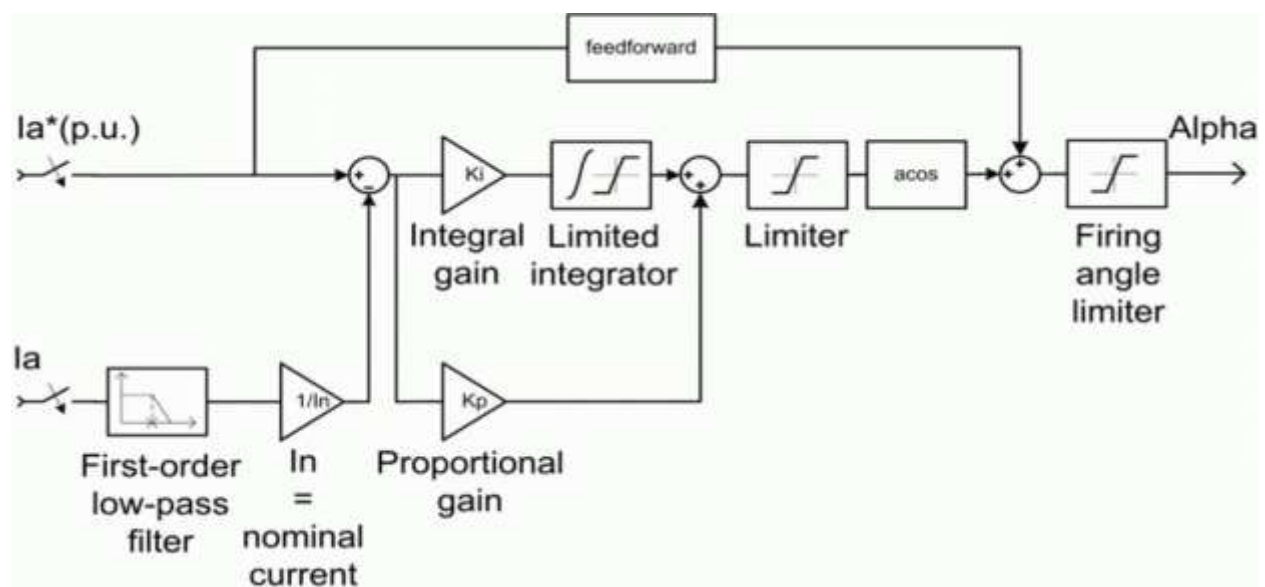 feedforward
Ia*(p.u.)
Alpha
Ki
acos
Integral
gain
Limited
integrator
Limiter
Firing
angle
limiter
Ia
1/In
Kp
First-order
low-pass
filter
In
=
nominal
current
Proportional
gain